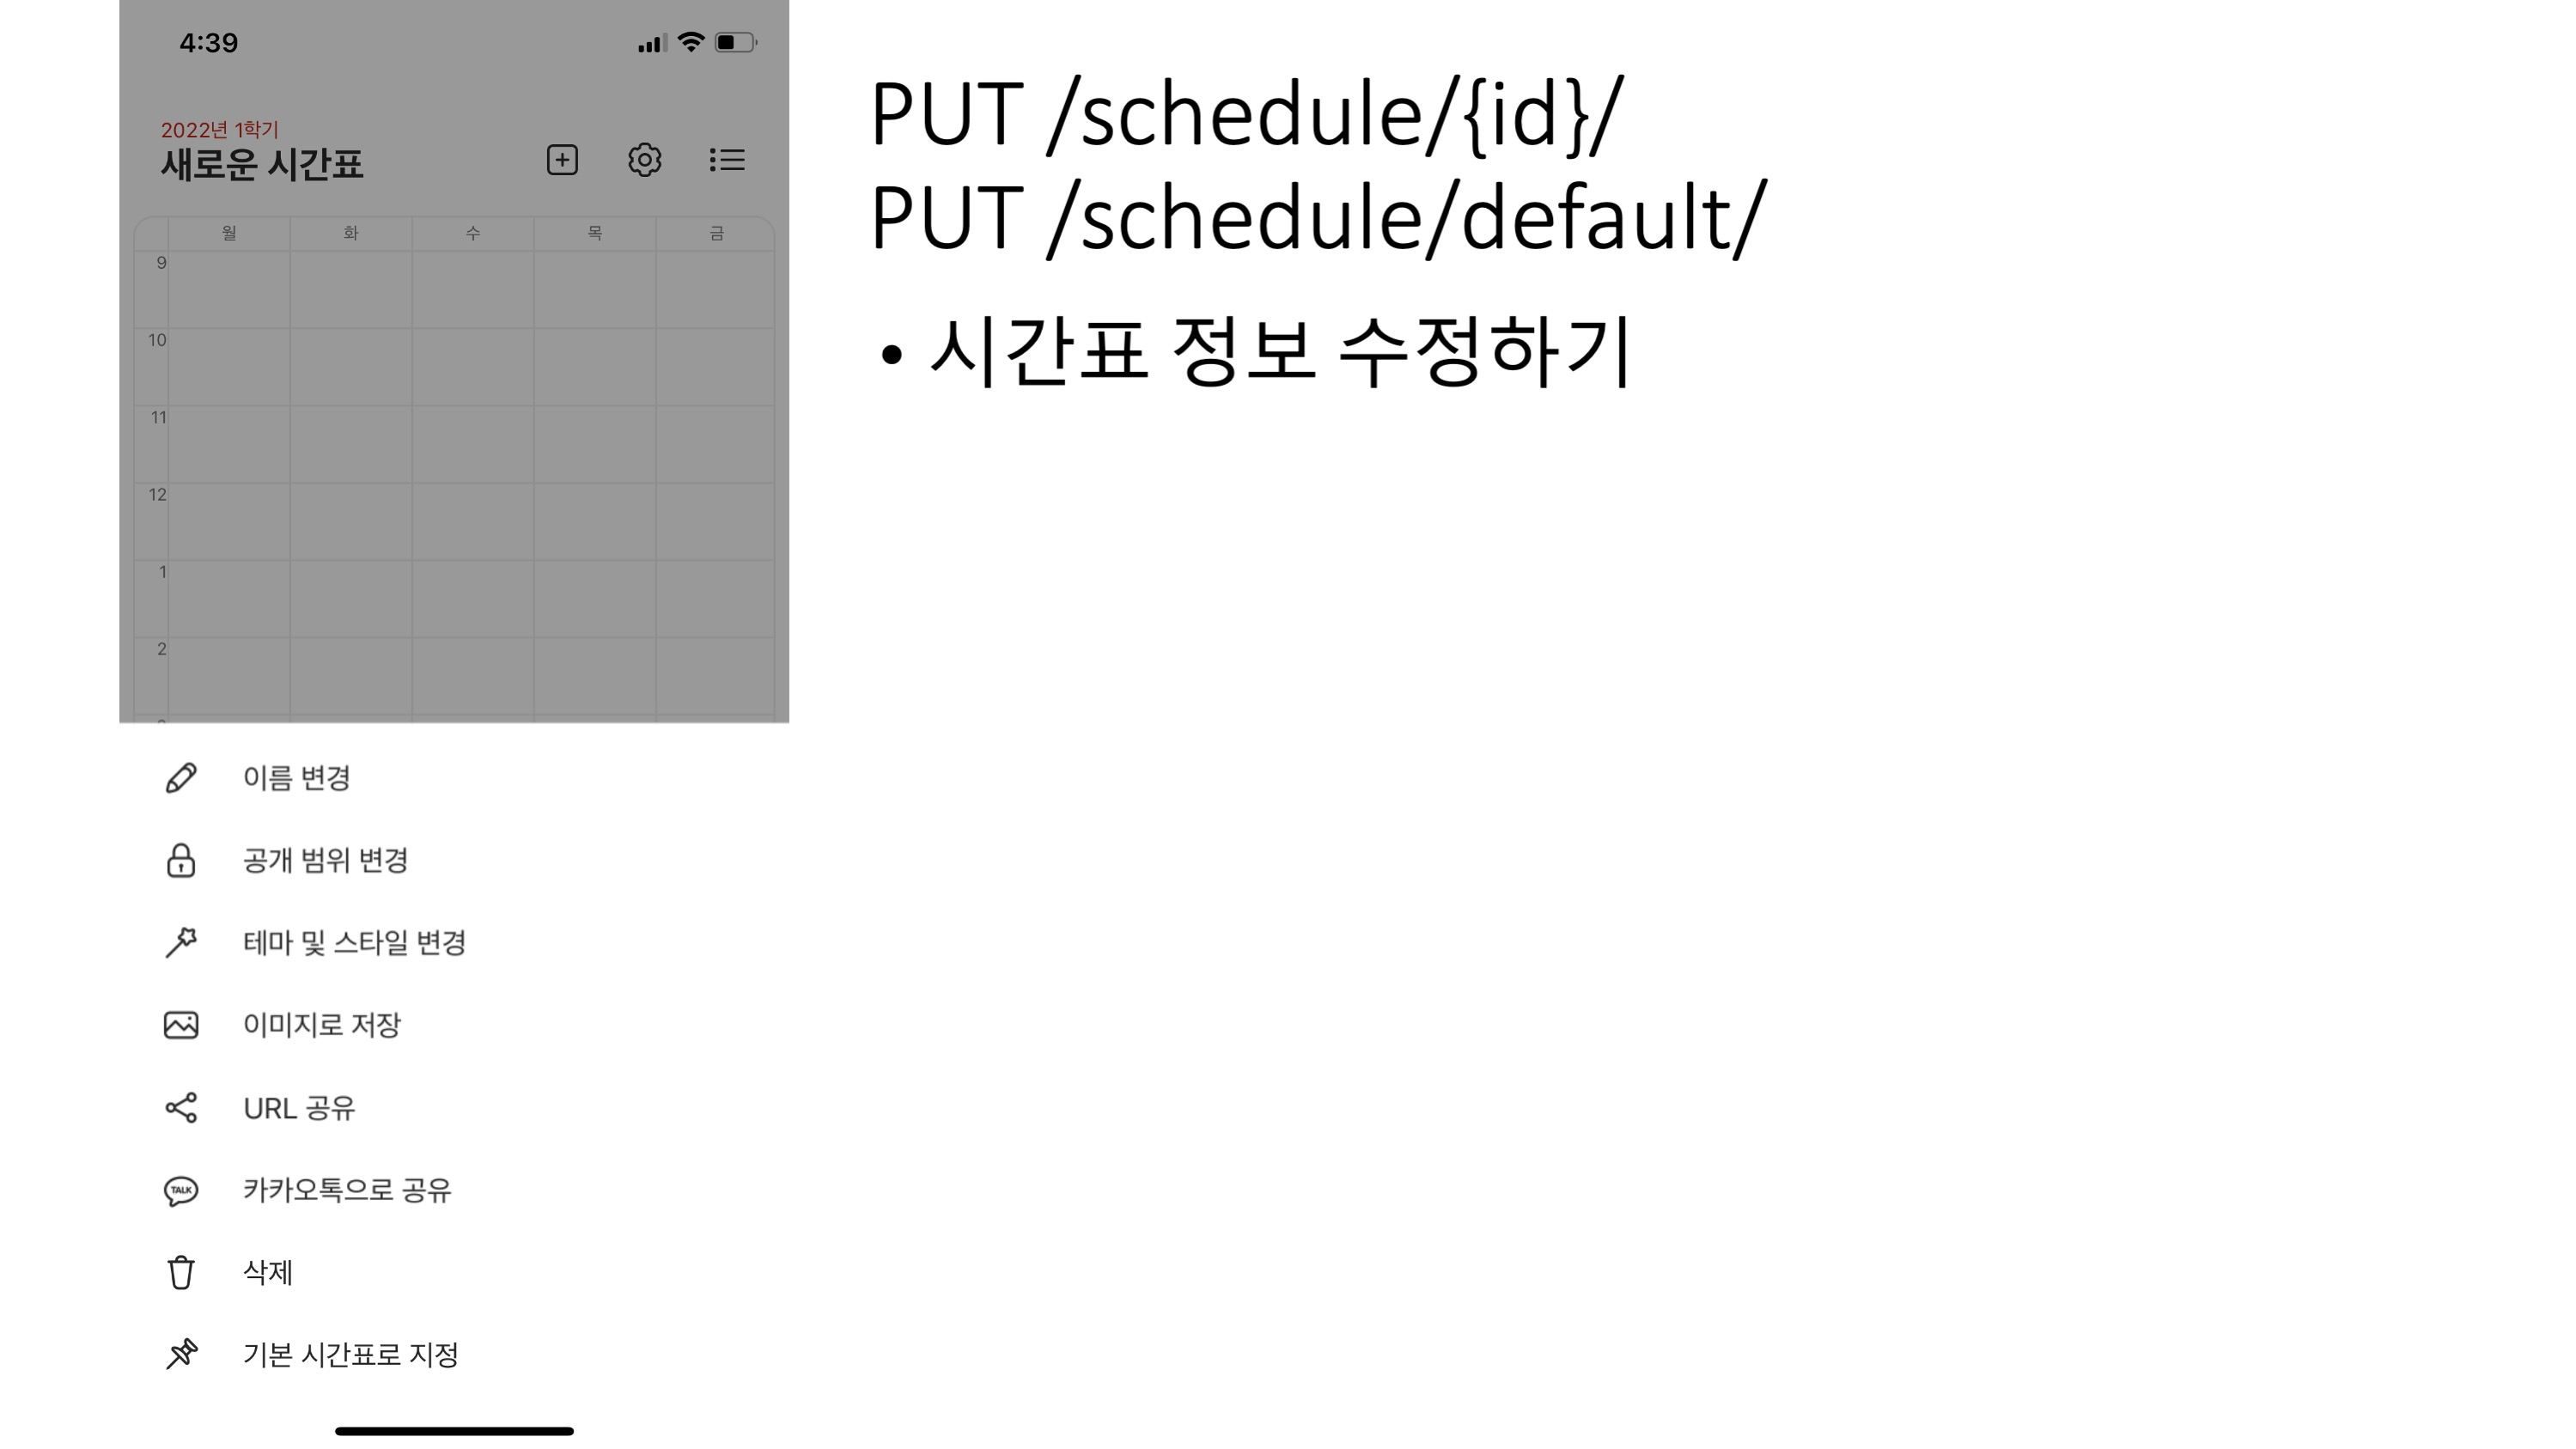 4:39
2022년 1학기
새로운 시간표
월 화 수 목 금
9
10
11
12
1
2
이름 변경
공개 범위 변경
테마 및 스타일 변경
이미지로 저장
URL 공유
TALK 카카오톡으로 공유
삭제
기본 시간표로 지정
PUT /schedule/{id}/
PUT /schedule/default/
• 시간표 정보 수정하기